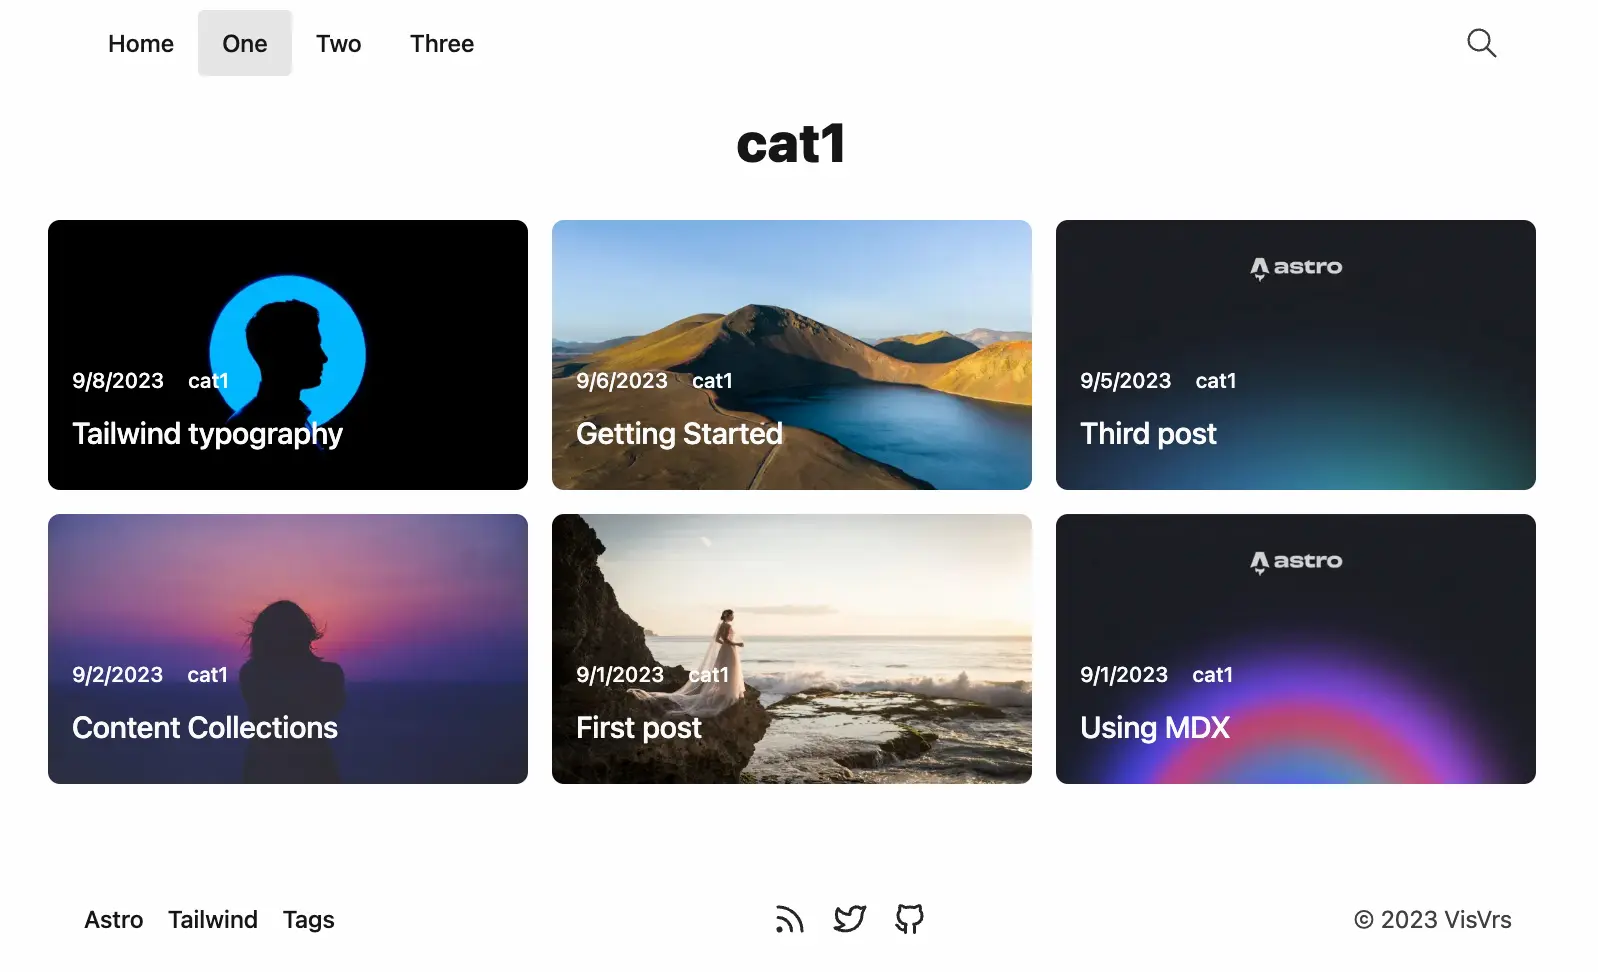 Home One Two Three
cat1
9/8/2023 cat1
Tailwind typography
9/6/2023 cat1
Getting Started
astro
9/5/2023 cat1
Third post
9/2/2023 cat1
Content Collections
9/1/2023 cat1
First post
astro
9/1/2023 cat1
Using MDX
Astro Tailwind Tags
© 2023 VisVrs